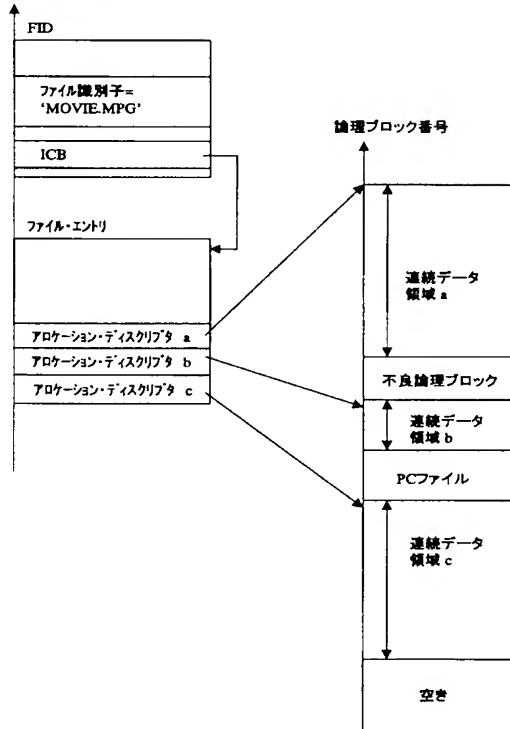 FID
ファイル識別子=
‘MOVIE.MPG’
ICB
ファイル・エントリ
アロケーション・ディスクリプタ a
アロケーション・ディスクリプタ b
アロケーション・ディスクリプタ c
論理ブロック番号
連続データ
領域 a
不良論理ブロック
連続データ
領域 b
PCファイル
連続データ
領域 c
空き